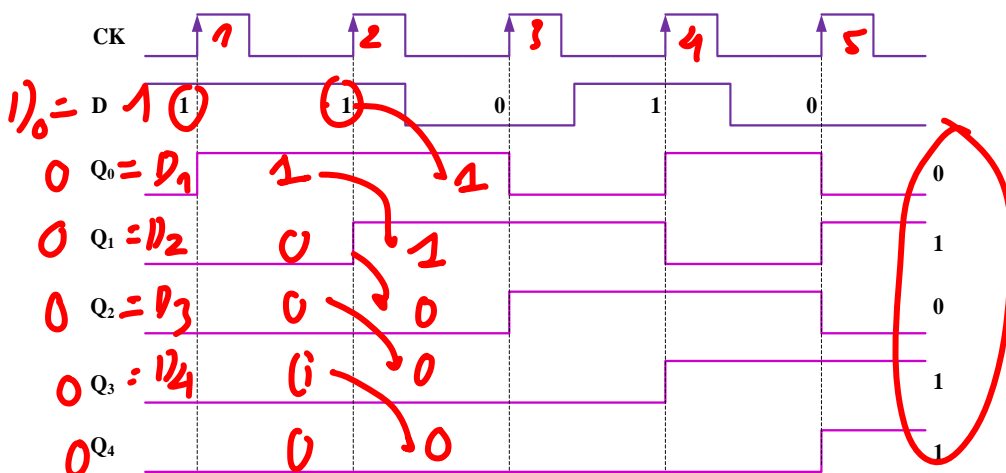 CK 1 2 3 4 5
D₀ = D 1 1 1 0 1 0
0 Q₀ = D₁ 1 1 0
0 Q₁ = D₂ 0 1 1
0 Q₂ = D₃ 0 0 0
0 Q₃ = D₄ 0 0 1
0 Q₄ 0 0 1